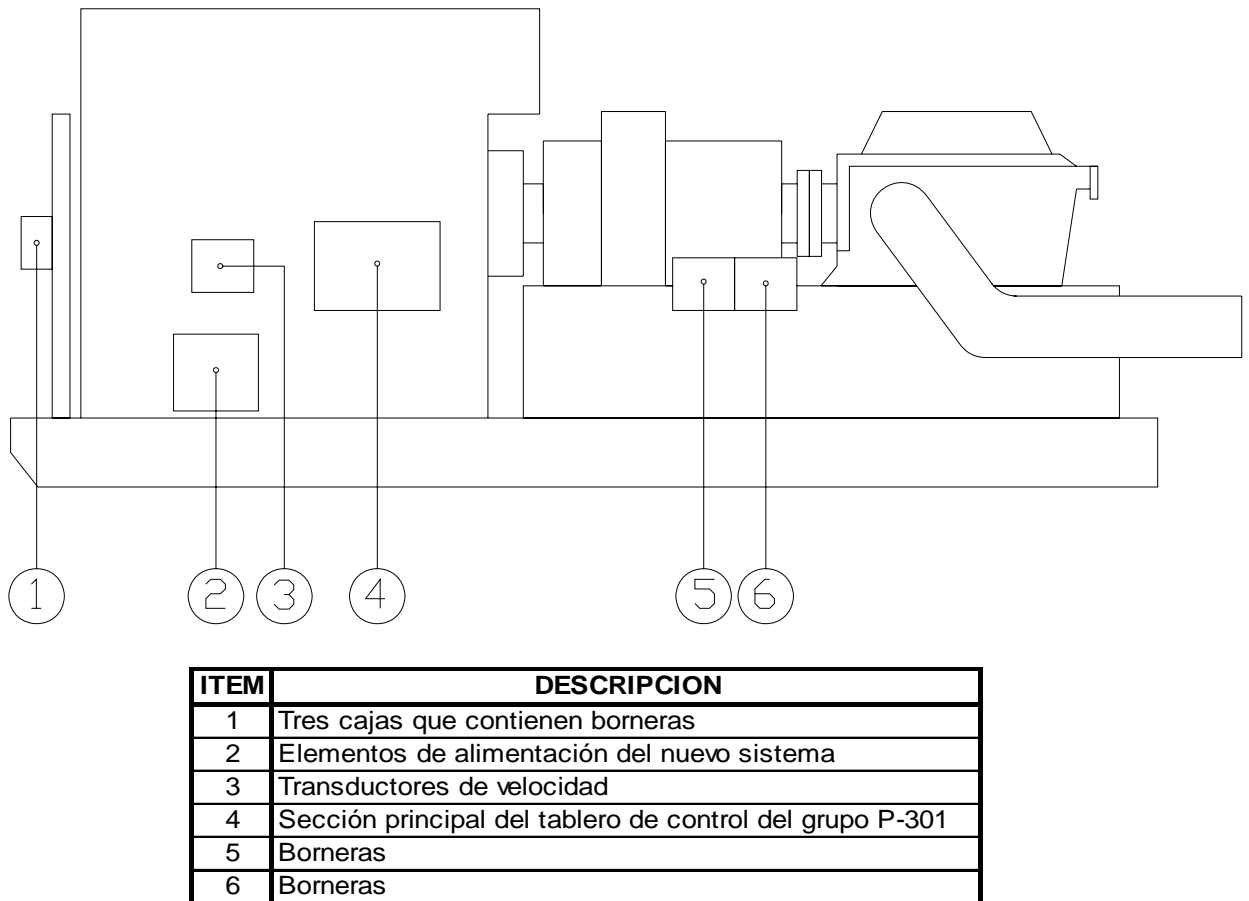 1 2 3 4 5 6
ITEM DESCRIPCION
1 Tres cajas que contienen borneras
2 Elementos de alimentación del nuevo sistema
3 Transductores de velocidad
4 Sección principal del tablero de control del grupo P-301
5 Borneras
6 Borneras